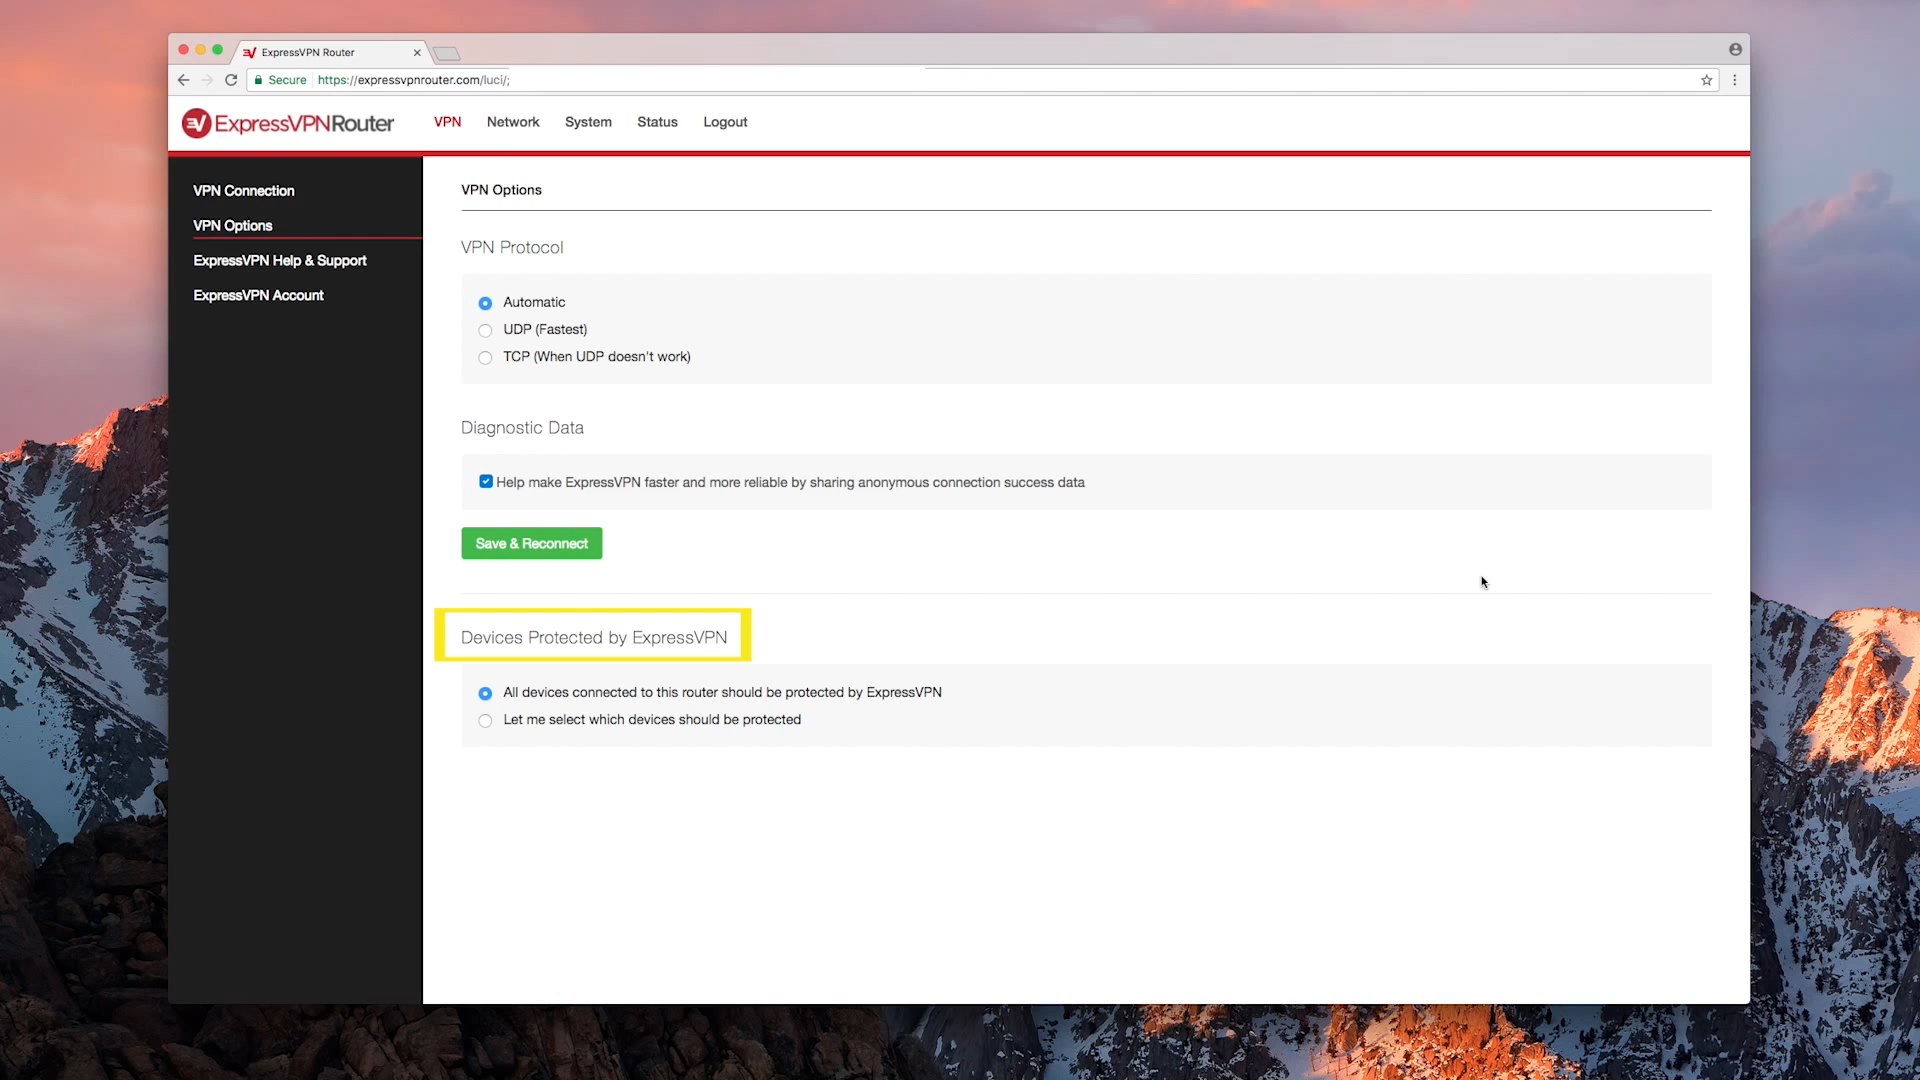 ExpressVPN Router
Secure https://expressvpnrouter.com/luci/;
ExpressVPNRouter VPN Network System Status Logout
VPN Connection
VPN Options
ExpressVPN Help & Support
ExpressVPN Account
VPN Options
VPN Protocol
Automatic
UDP (Fastest)
TCP (When UDP doesn't work)
Diagnostic Data
Help make ExpressVPN faster and more reliable by sharing anonymous connection success data
Save & Reconnect
Devices Protected by ExpressVPN
All devices connected to this router should be protected by ExpressVPN
Let me select which devices should be protected